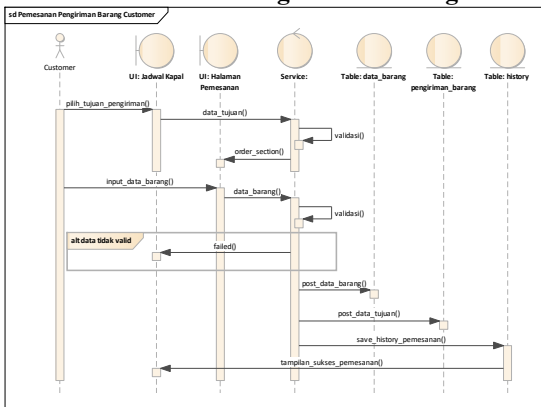 sd Pemesanan Pengiriman Barang Customer
Customer
UI: Jadwal Kapal
UI: Halaman
Pemesanan
Service:
Table: data_barang
Table:
pengiriman_barang
Table: history
pilih_tujuan_pengiriman()
data_tujuan()
validasi()
order_section()
input_data_barang()
data_barang()
validasi()
alt data tidak valid
failed()
post_data_barang()
post_data_tujuan()
save_history_pemesanan()
tampilan_sukses_pemesanan()